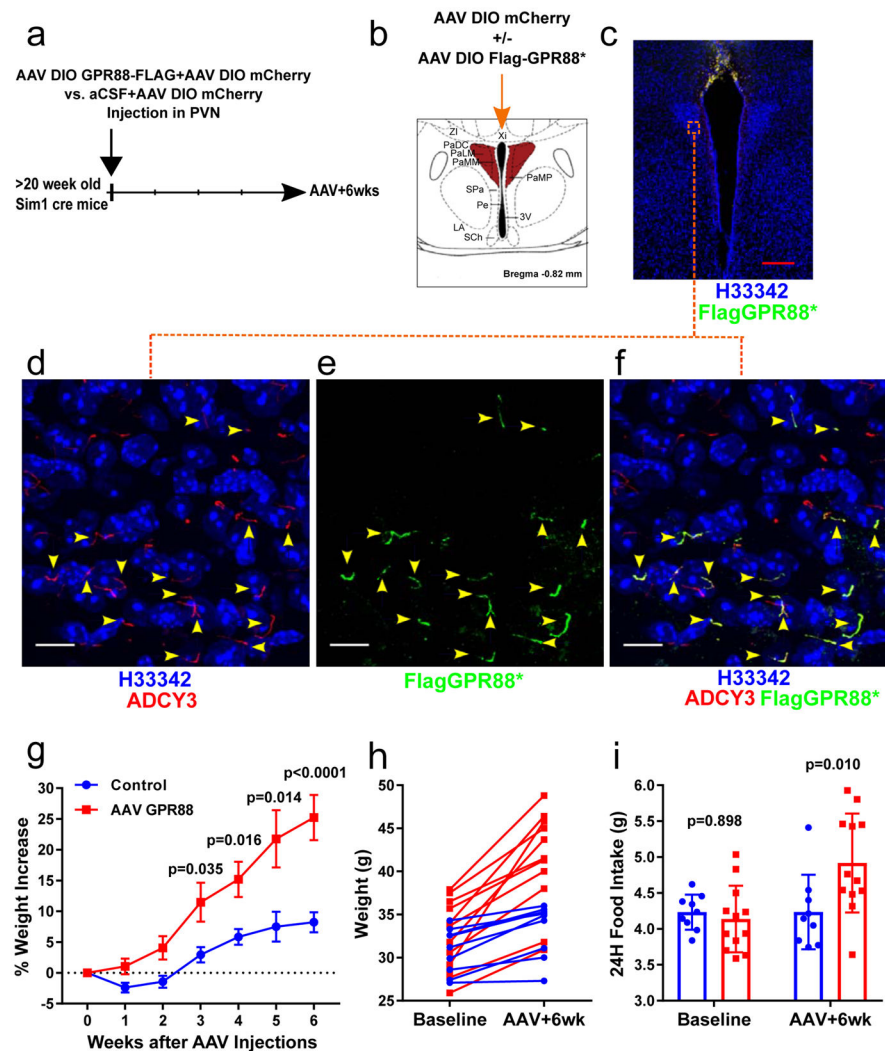 a
AAV DIO GPR88-FLAG+AAV DIO mCherry
vs. aCSF+AAV DIO mCherry
Injection in PVN
>20 week old
Sim1 cre mice
AAV+6wks
b
AAV DIO mCherry
+/-
AAV DIO Flag-GPR88*
ZI
Xi
PaDC
PaLM
PaMM
PaMP
SPa
Pe
3V
LA
SCh
Bregma -0.82 mm
c
H33342
FlagGPR88*
d
H33342
ADCY3
e
FlagGPR88*
f
H33342
ADCY3 FlagGPR88*
g
Control
AAV GPR88
p<0.0001
p=0.014
p=0.016
p=0.035
% Weight Increase
30
25
20
15
10
5
0
-5
0 1 2 3 4 5 6
Weeks after AAV Injections
h
Weight (g)
50
45
40
35
30
25
Baseline AAV+6wk
i
p=0.010
p=0.898
24H Food Intake (g)
6.0
5.5
5.0
4.5
4.0
3.5
3.0
Baseline AAV+6wk